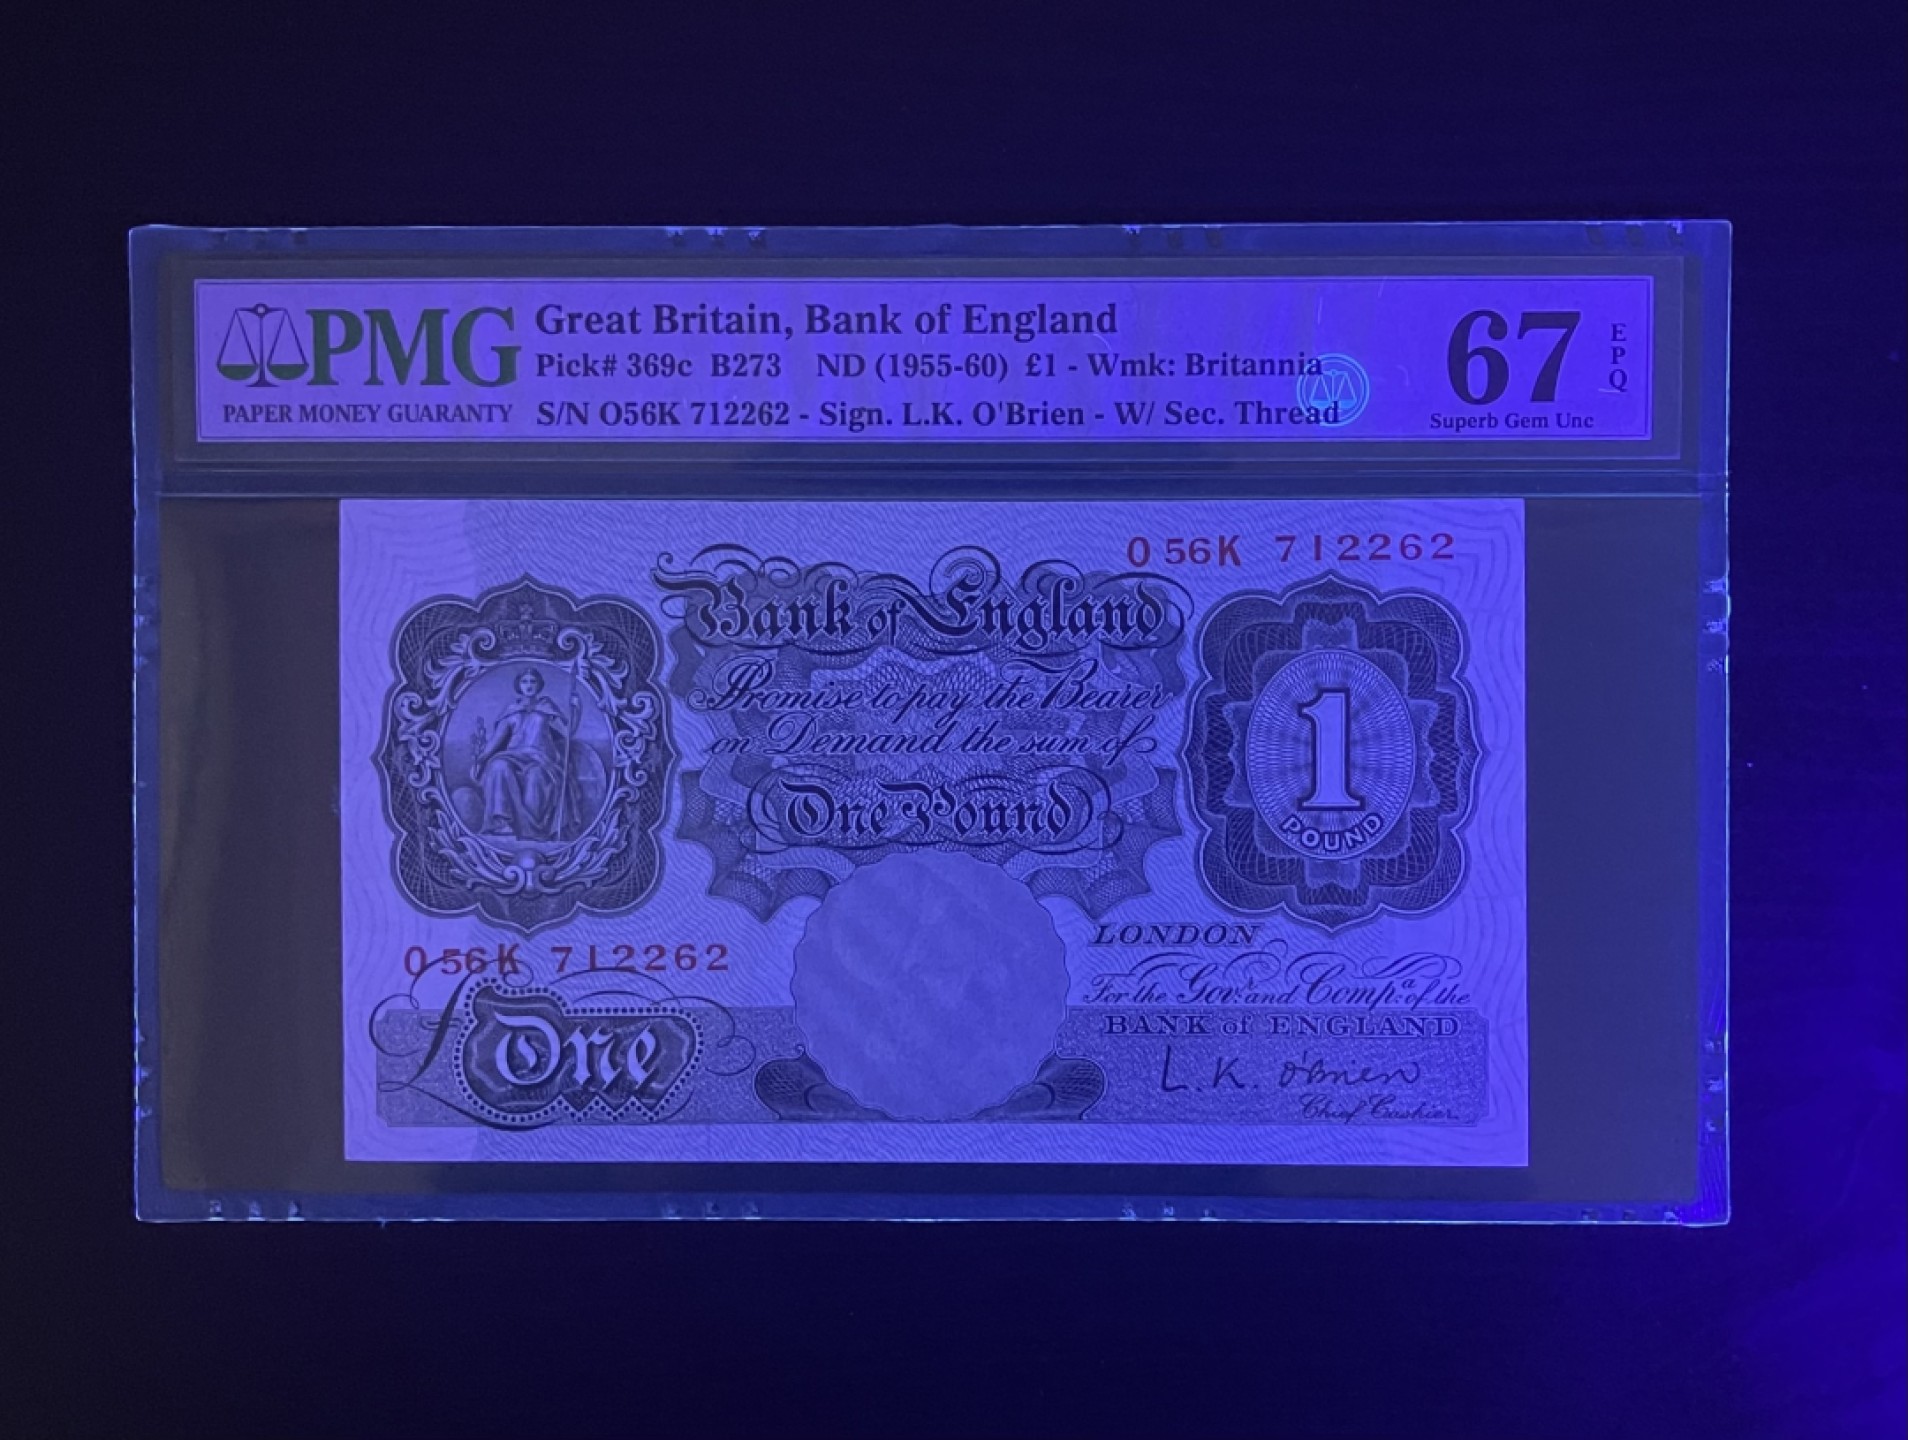 PMG
PAPER MONEY GUARANTY
Great Britain, Bank of England
Pick# 369c B273 ND (1955-60) £1 - Wmk: Britannia
S/N O56K 712262 - Sign. L.K. O'Brien - W/ Sec. Thread
67
EPQ
Superb Gem Unc
O 56K 712262
Bank of England
Promise to pay the Bearer
on Demand the sum of
One Pound
1
POUND
O 56K 712262
£One
LONDON
For the Govr. and Compa. of the
BANK of ENGLAND
L. K. O'Brien
Chief Cashier.